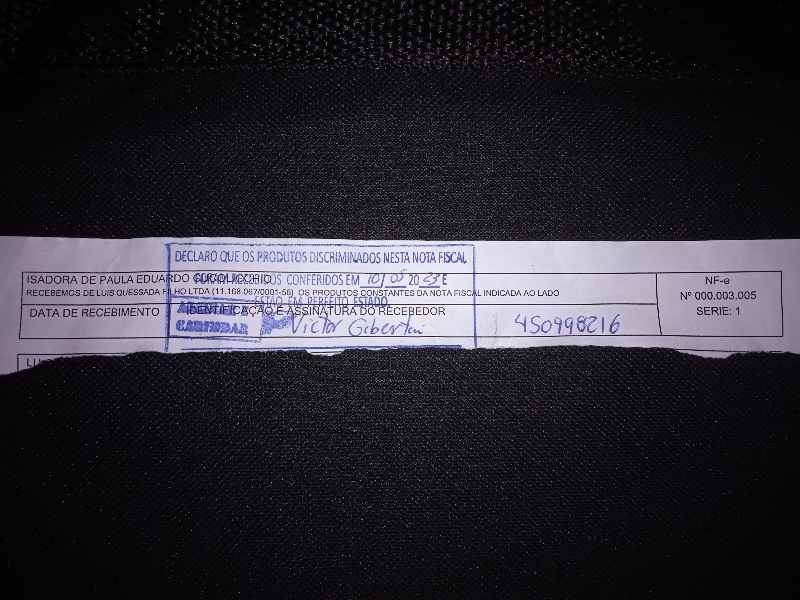 DECLARO QUE OS PRODUTOS DISCRIMINADOS NESTA NOTA FISCAL
ISADORA DE PAULA EDUARDO
FORAM RECEBIDOS CONFERIDOS EM 10/05 2023 E
RECEBEMOS DE LUIS QUESSADA FILHO LTDA (11.168.067/0001-56) OS PRODUTOS CONSTANTES DA NOTA FISCAL INDICADA AO LADO
ESTÃO EM PERFEITO ESTADO
DATA DE RECEBIMENTO
IDENTIFICAÇÃO E ASSINATURA DO RECEBEDOR
CARIMBAR
Victor
450998216
NF-e
Nº 000.003.005
SERIE: 1